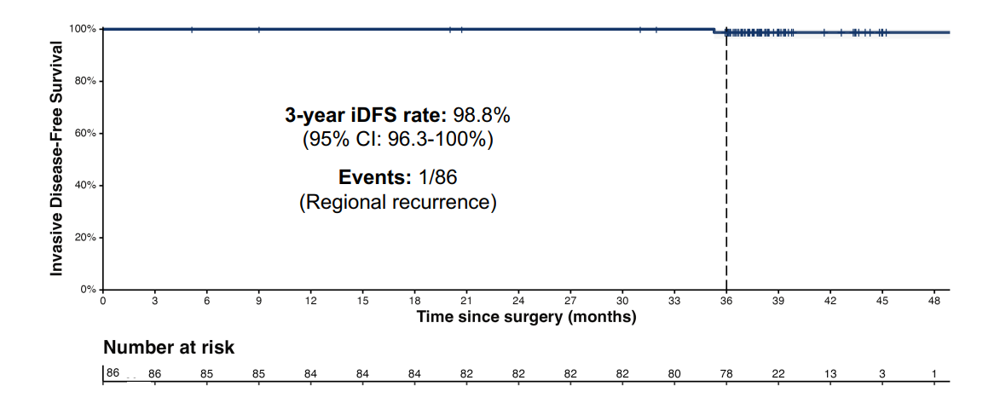 100%
80%
60%
40%
20%
0%
Invasive Disease-Free Survival
3-year iDFS rate: 98.8%
(95% CI: 96.3-100%)
Events: 1/86
(Regional recurrence)
0 3 6 9 12 15 18 21 24 27 30 33 36 39 42 45 48
Time since surgery (months)
Number at risk
86 86 85 85 84 84 84 82 82 82 82 80 78 22 13 3 1